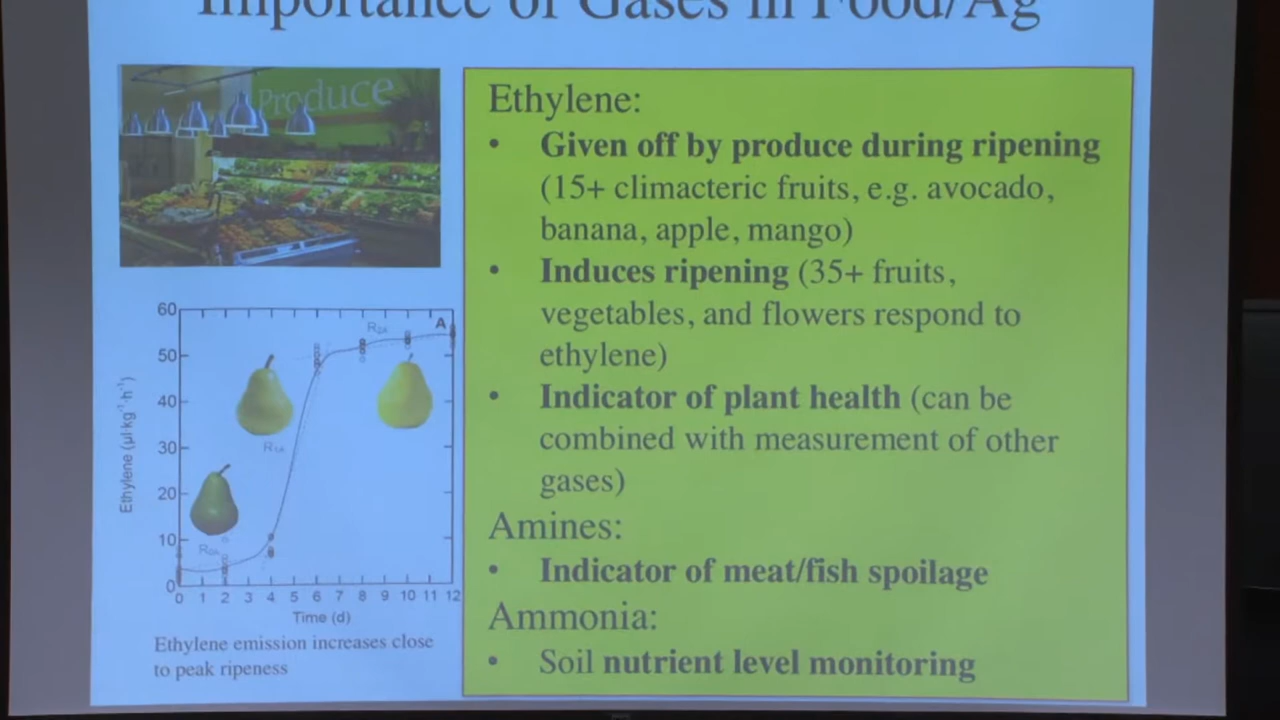 Importance of Gases in Food/Ag
Produce
Ethylene:
• Given off by produce during ripening
(15+ climacteric fruits, e.g. avocado,
banana, apple, mango)
• Induces ripening (35+ fruits,
vegetables, and flowers respond to
ethylene)
• Indicator of plant health (can be
combined with measurement of other
gases)
Amines:
• Indicator of meat/fish spoilage
Ammonia:
• Soil nutrient level monitoring
60
50
40
30
20
10
0
Ethylene (µl·kg⁻¹·h⁻¹)
A
0 1 2 3 4 5 6 7 8 9 10 11 12
Time (d)
Ethylene emission increases close
to peak ripeness